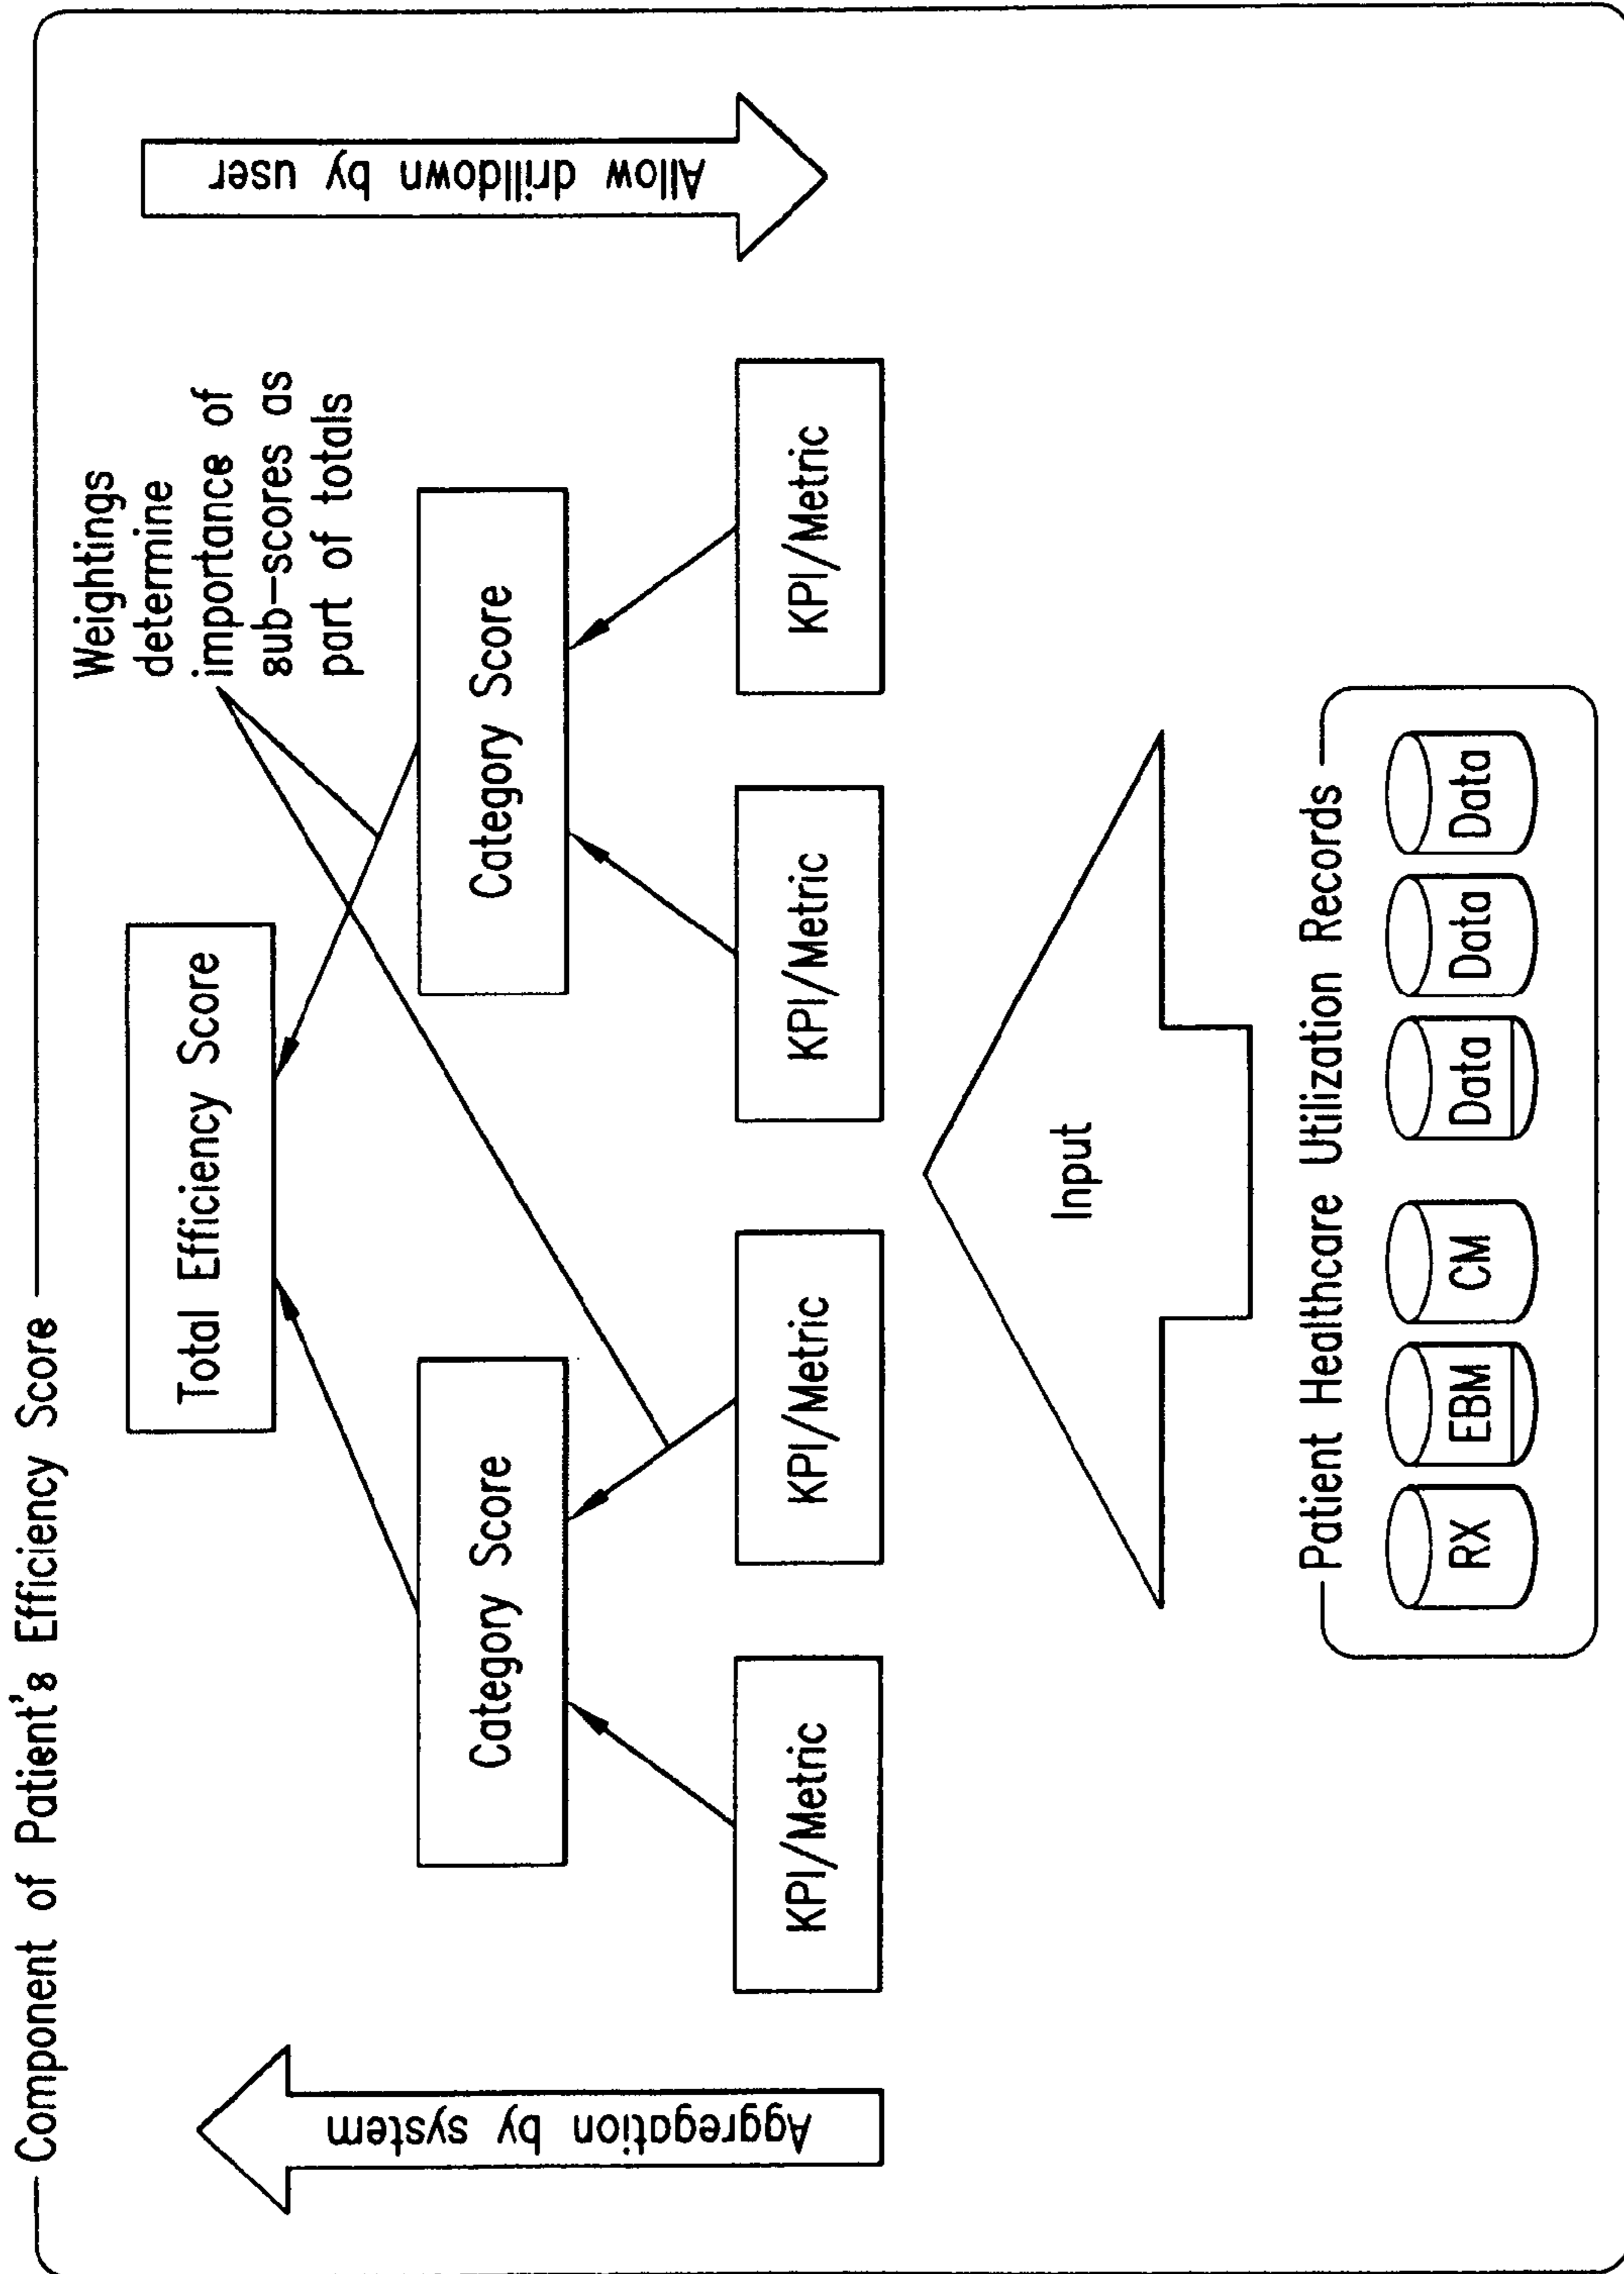 Component of Patient's Efficiency Score
Total Efficiency Score
Weightings
determine
importance of
sub-scores as
part of totals
Aggregation by system
Allow drilldown by user
Category Score
Category Score
KPI/Metric
KPI/Metric
KPI/Metric
KPI/Metric
Input
Patient Healthcare Utilization Records
RX
EBM
CM
Data
Data
Data